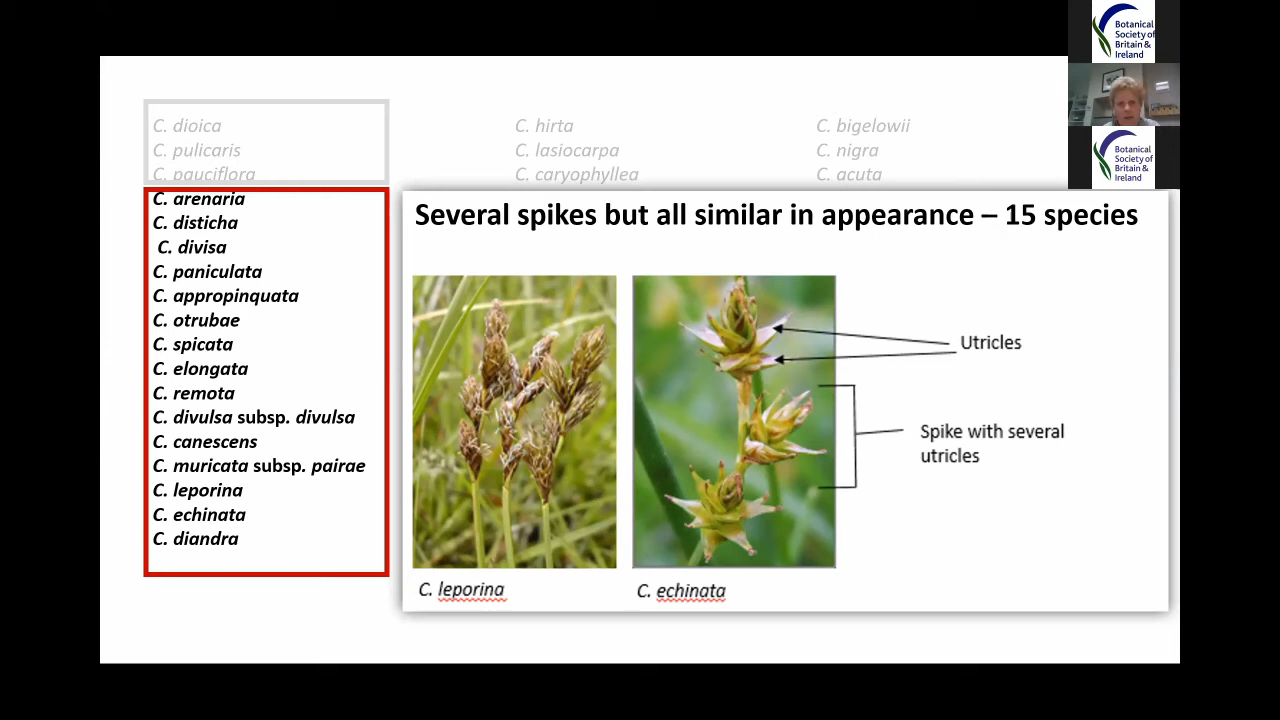 Botanical
Society of
Britain &
Ireland
Botanical
Society of
Britain &
Ireland
C. dioica
C. pulicaris
C. pauciflora
C. hirta
C. lasiocarpa
C. caryophyllea
C. bigelowii
C. nigra
C. acuta
C. arenaria
C. disticha
C. divisa
C. paniculata
C. appropinquata
C. otrubae
C. spicata
C. elongata
C. remota
C. divulsa subsp. divulsa
C. canescens
C. muricata subsp. pairae
C. leporina
C. echinata
C. diandra
Several spikes but all similar in appearance – 15 species
Utricles
Spike with several
utricles
C. leporina
C. echinata